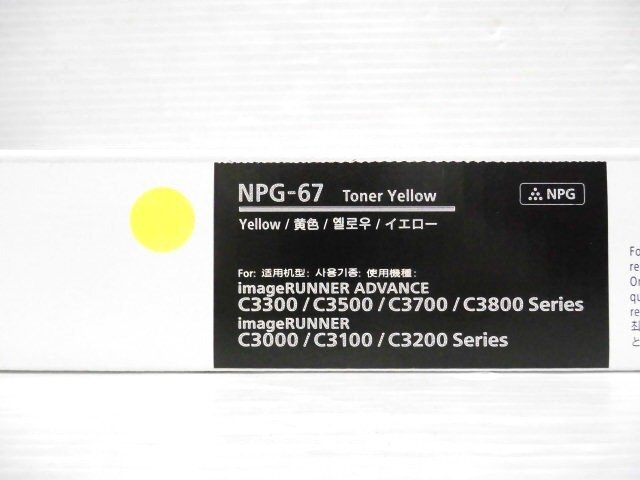 NPG-67 Toner Yellow
NPG
Yellow / 黄色 / 옐로우 / イエロー
For: 适用机型: 사용기종: 使用機種:
imageRUNNER ADVANCE
C3300 / C3500 / C3700 / C3800 Series
imageRUNNER
C3000 / C3100 / C3200 Series